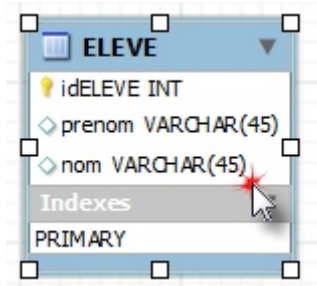 ELEVE
idELEVE INT
prenom VARCHAR(45)
nom VARCHAR(45)
Indexes
PRIMARY